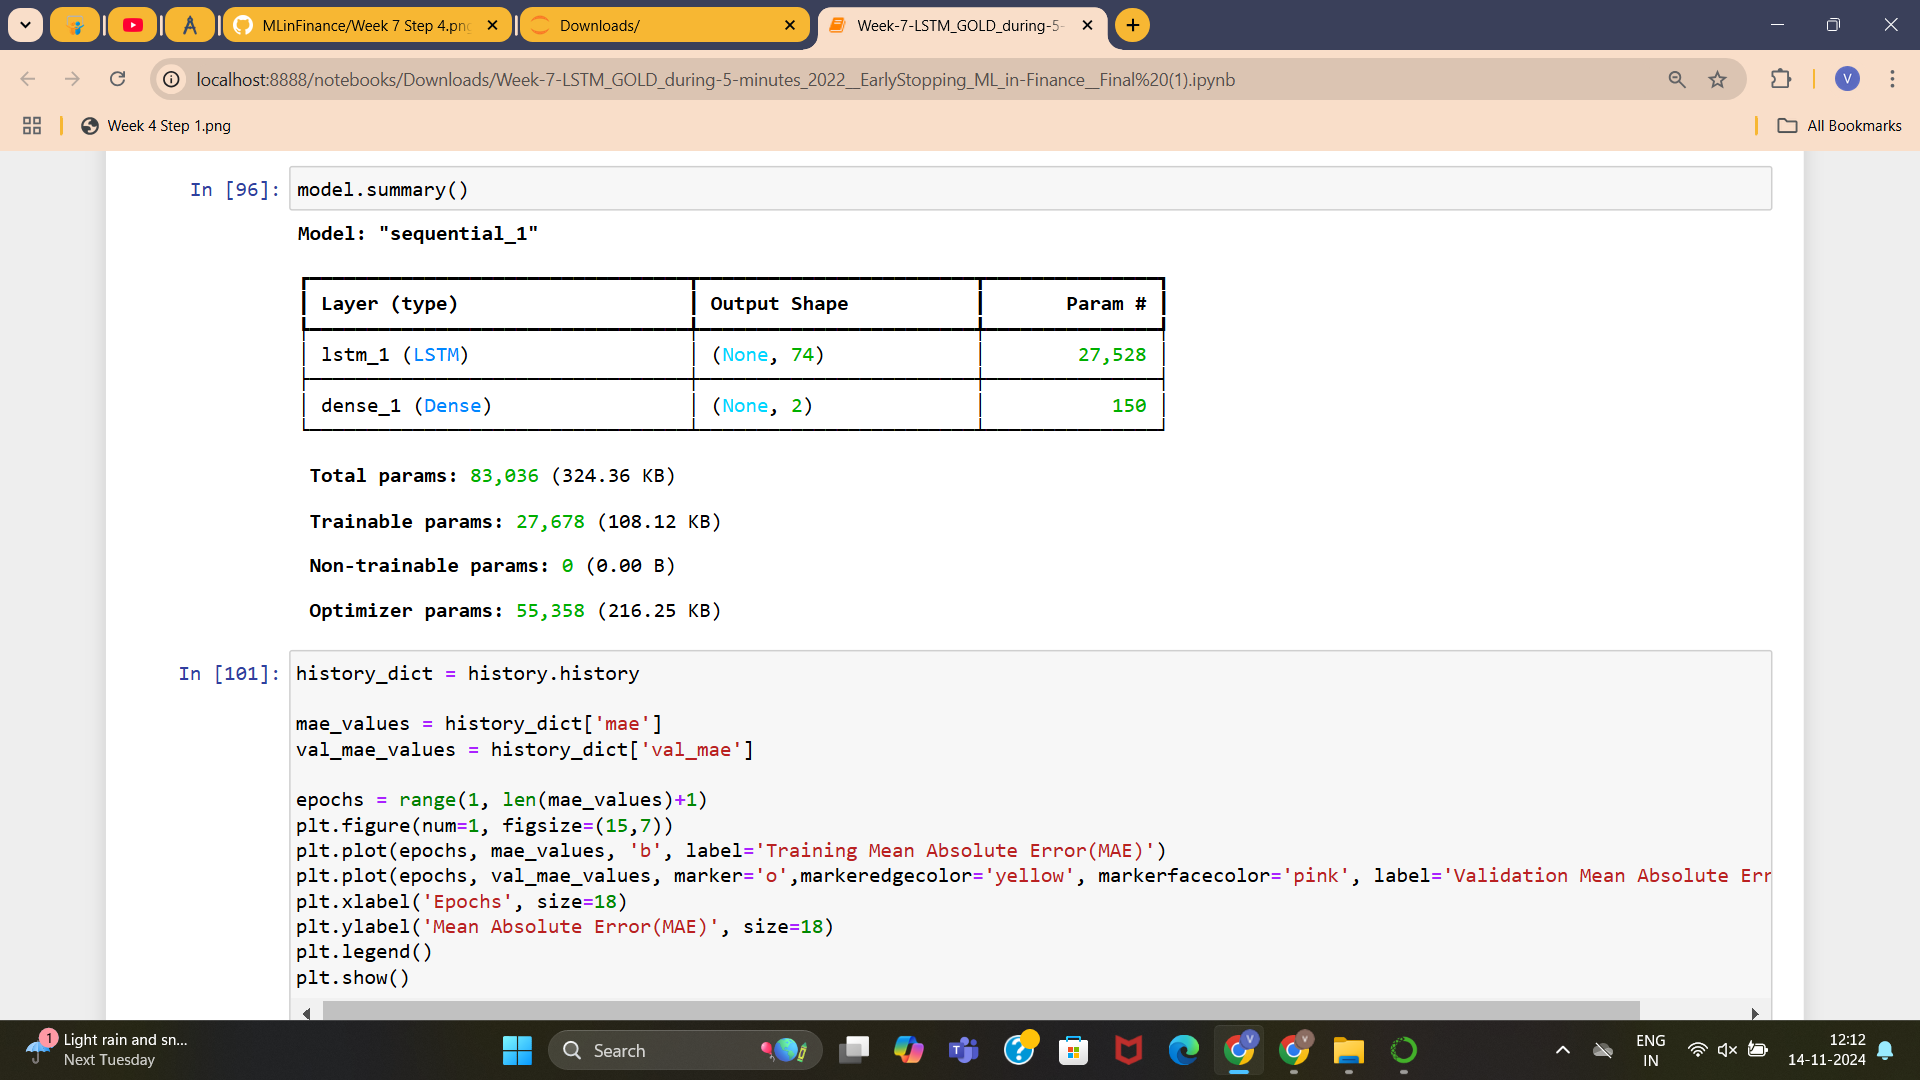 MLinFinance/Week 7 Step 4.png
Downloads/
Week-7-LSTM_GOLD_during-5-
localhost:8888/notebooks/Downloads/Week-7-LSTM_GOLD_during-5-minutes_2022__EarlyStopping_ML_in-Finance__Final%20(1).ipynb
V
Week 4 Step 1.png
All Bookmarks
In [96]: model.summary()
Model: "sequential_1"
Layer (type) Output Shape Param #
lstm_1 (LSTM) (None, 74) 27,528
dense_1 (Dense) (None, 2) 150
Total params: 83,036 (324.36 KB)
Trainable params: 27,678 (108.12 KB)
Non-trainable params: 0 (0.00 B)
Optimizer params: 55,358 (216.25 KB)
In [101]: history_dict = history.history
mae_values = history_dict['mae']
val_mae_values = history_dict['val_mae']
epochs = range(1, len(mae_values)+1)
plt.figure(num=1, figsize=(15,7))
plt.plot(epochs, mae_values, 'b', label='Training Mean Absolute Error(MAE)')
plt.plot(epochs, val_mae_values, marker='o',markeredgecolor='yellow', markerfacecolor='pink', label='Validation Mean Absolute Err
plt.xlabel('Epochs', size=18)
plt.ylabel('Mean Absolute Error(MAE)', size=18)
plt.legend()
plt.show()
1
Light rain and sn...
Next Tuesday
Search
V
V
ENG
IN
12:12
14-11-2024